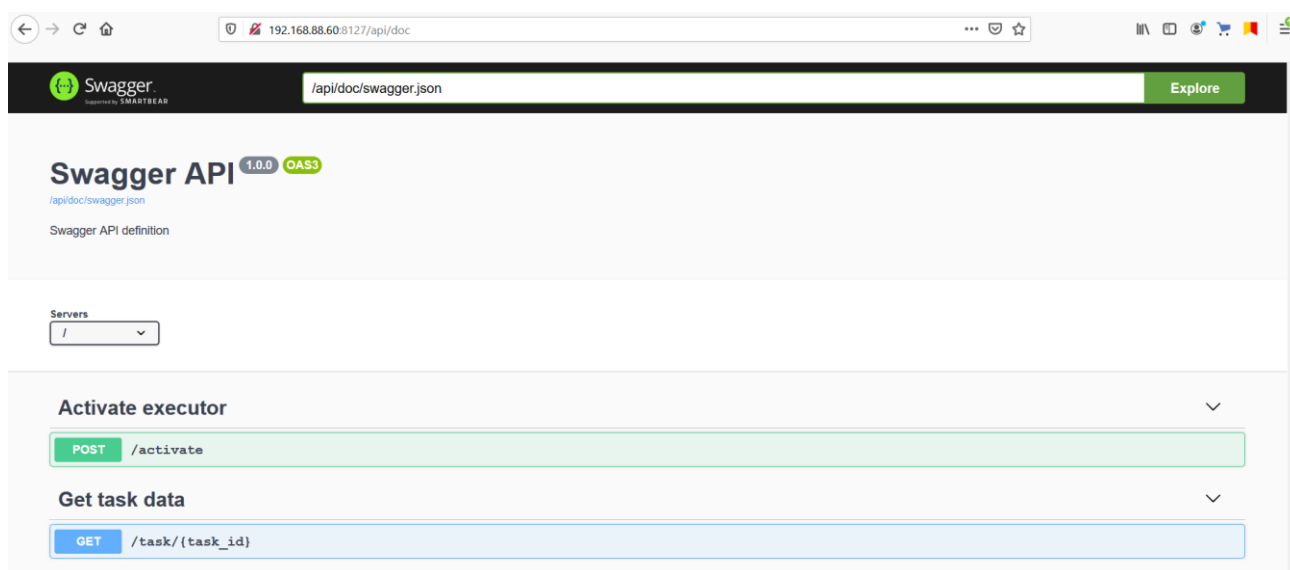 192.168.88.60:8127/api/doc
{···} Swagger.
Supported by SMARTBEAR
/api/doc/swagger.json
Explore
Swagger API 1.0.0 OAS3
/api/doc/swagger.json
Swagger API definition
Servers
/
Activate executor
POST /activate
Get task data
GET /task/{task_id}